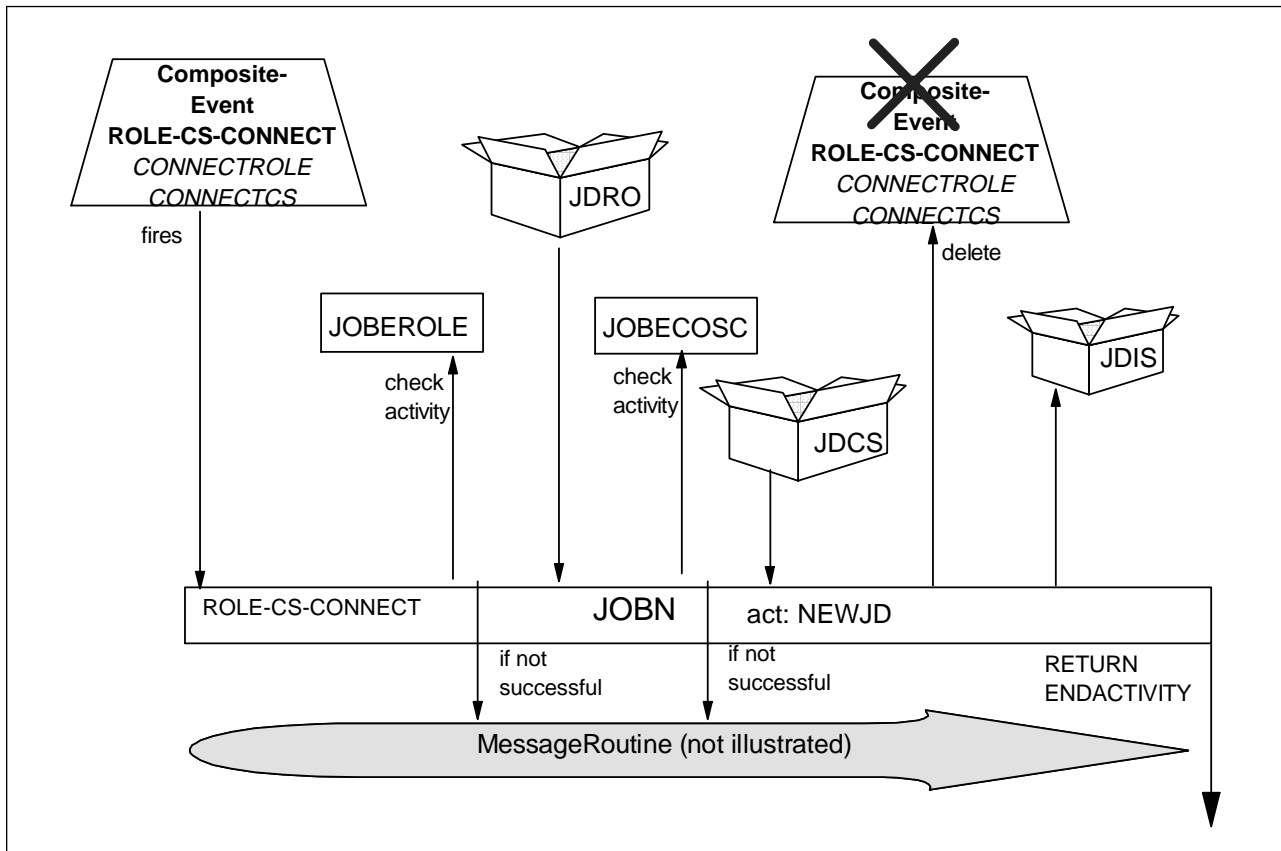 Composite-
Event
ROLE-CS-CONNECT
CONNECTROLE
CONNECTCS
fires
JDRO
Composite-
Event
ROLE-CS-CONNECT
CONNECTROLE
CONNECTCS
delete
JOBEROLE
check
activity
JOBECOSC
check
activity
JDCS
JDIS
ROLE-CS-CONNECT
JOBN
act: NEWJD
if not
successful
if not
successful
RETURN
ENDACTIVITY
MessageRoutine (not illustrated)